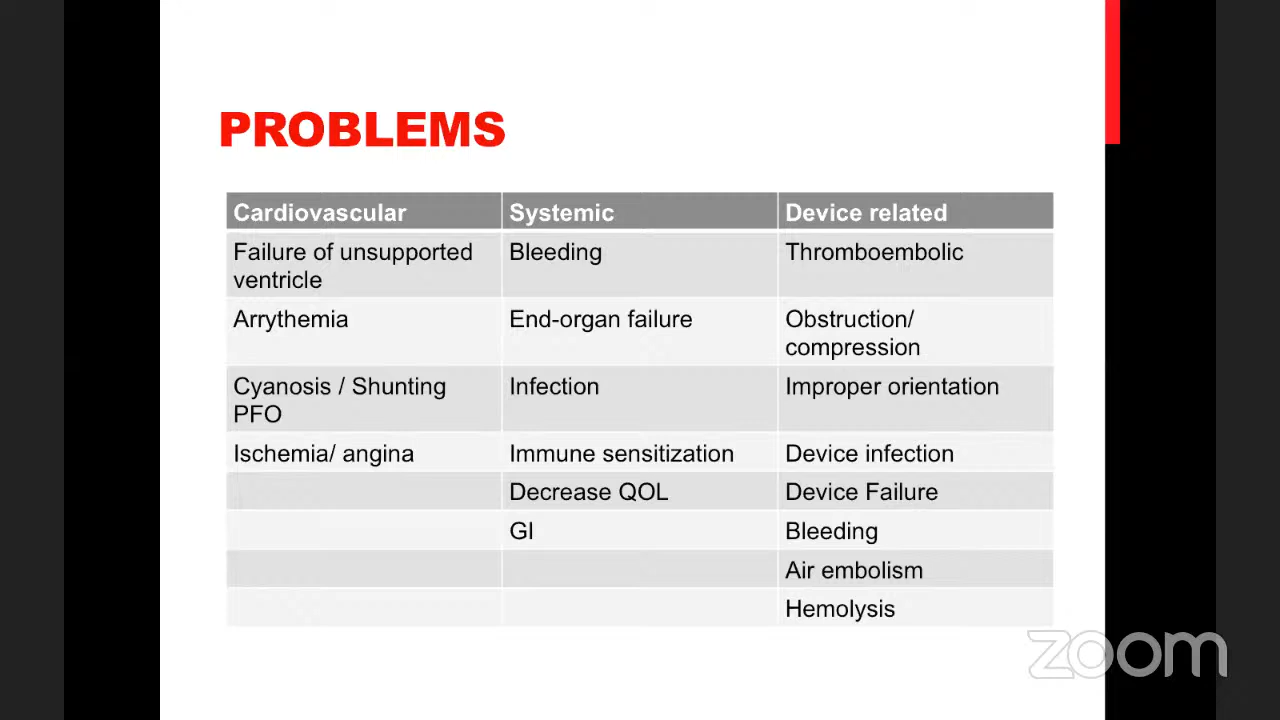 PROBLEMS
Cardiovascular Systemic Device related
Failure of unsupported ventricle Bleeding Thromboembolic
Arrythemia End-organ failure Obstruction/ compression
Cyanosis / Shunting PFO Infection Improper orientation
Ischemia/ angina Immune sensitization Device infection
Decrease QOL Device Failure
GI Bleeding
Air embolism
Hemolysis
zoom